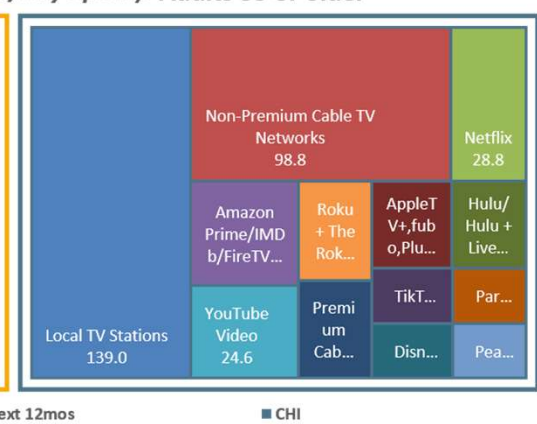 Non-Premium Cable TV
Networks
98.8
Netflix
28.8
Amazon
Prime/IMD
b/FireTV...
Roku
+ The
Rok...
AppleT
V+,fub
o,Plu...
Hulu/
Hulu +
Live...
TikT...
Par...
YouTube
Video
24.6
Premi
um
Cab...
Disn...
Pea...
Local TV Stations
139.0
ext 12mos
CHI